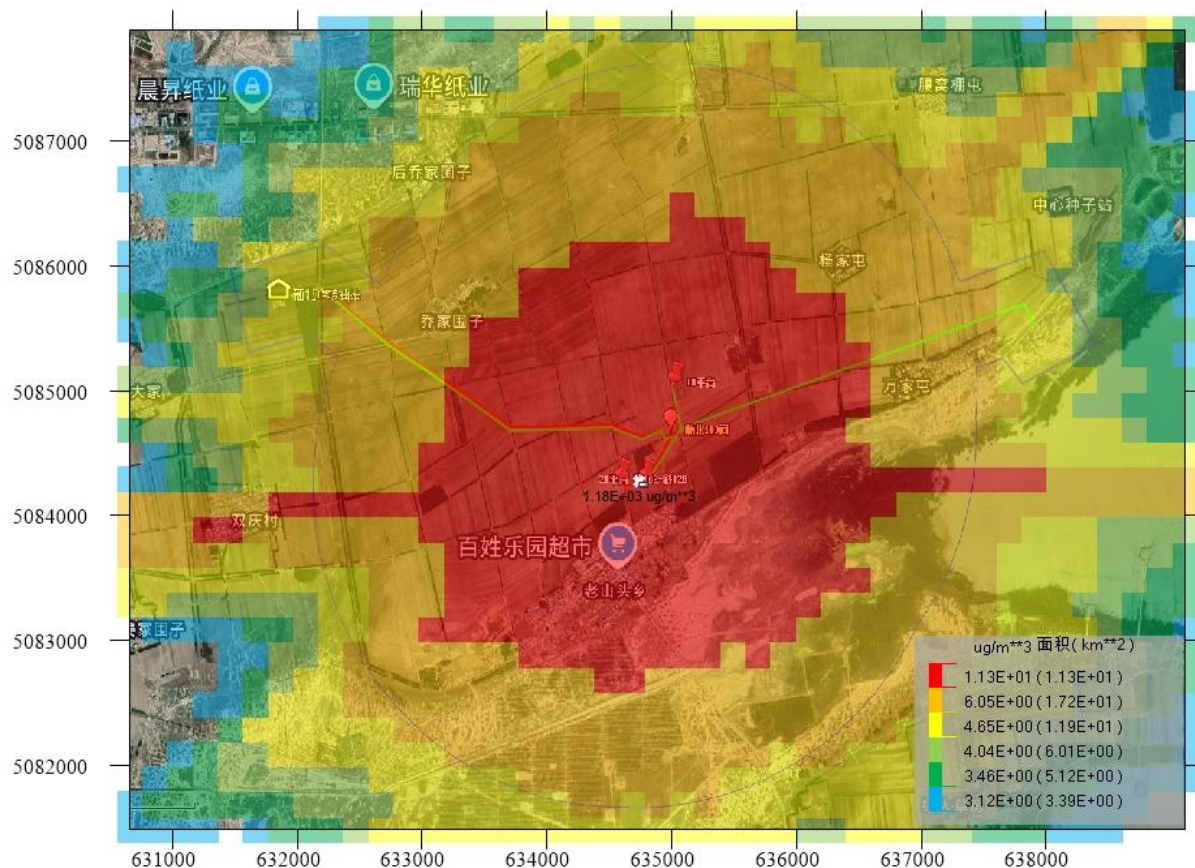 631000 632000 633000 634000 635000 636000 637000 638000
5087000
5086000
5085000
5084000
5083000
5082000
晨昇纸业
瑞华纸业
腰窝棚屯
后乔家围子
中心种子站
杨家屯
乔家围子
大家
万家屯
1.18E+03 ug/m**3
双庆村
百姓乐园超市
老山头乡
家围子
ug/m**3 面积(km**2)
1.13E+01(1.13E+01)
6.05E+00(1.72E+01)
4.65E+00(1.19E+01)
4.04E+00(6.01E+00)
3.46E+00(5.12E+00)
3.12E+00(3.39E+00)